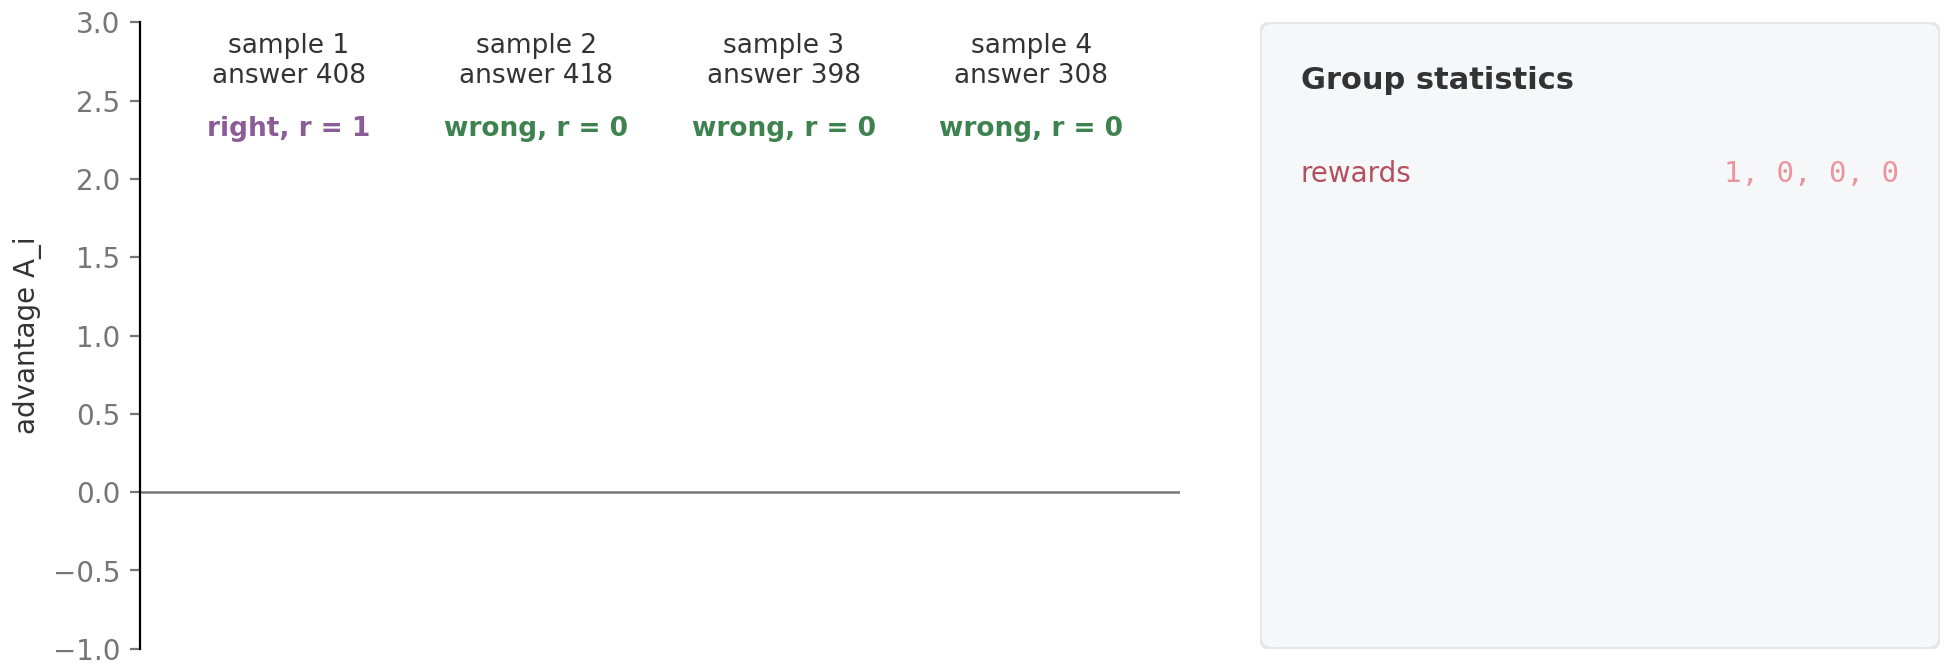 3.0
2.5
2.0
1.5
1.0
0.5
0.0
−0.5
−1.0
advantage A_i
sample 1
answer 408
right, r = 1
sample 2
answer 418
wrong, r = 0
sample 3
answer 398
wrong, r = 0
sample 4
answer 308
wrong, r = 0
Group statistics
rewards 1, 0, 0, 0